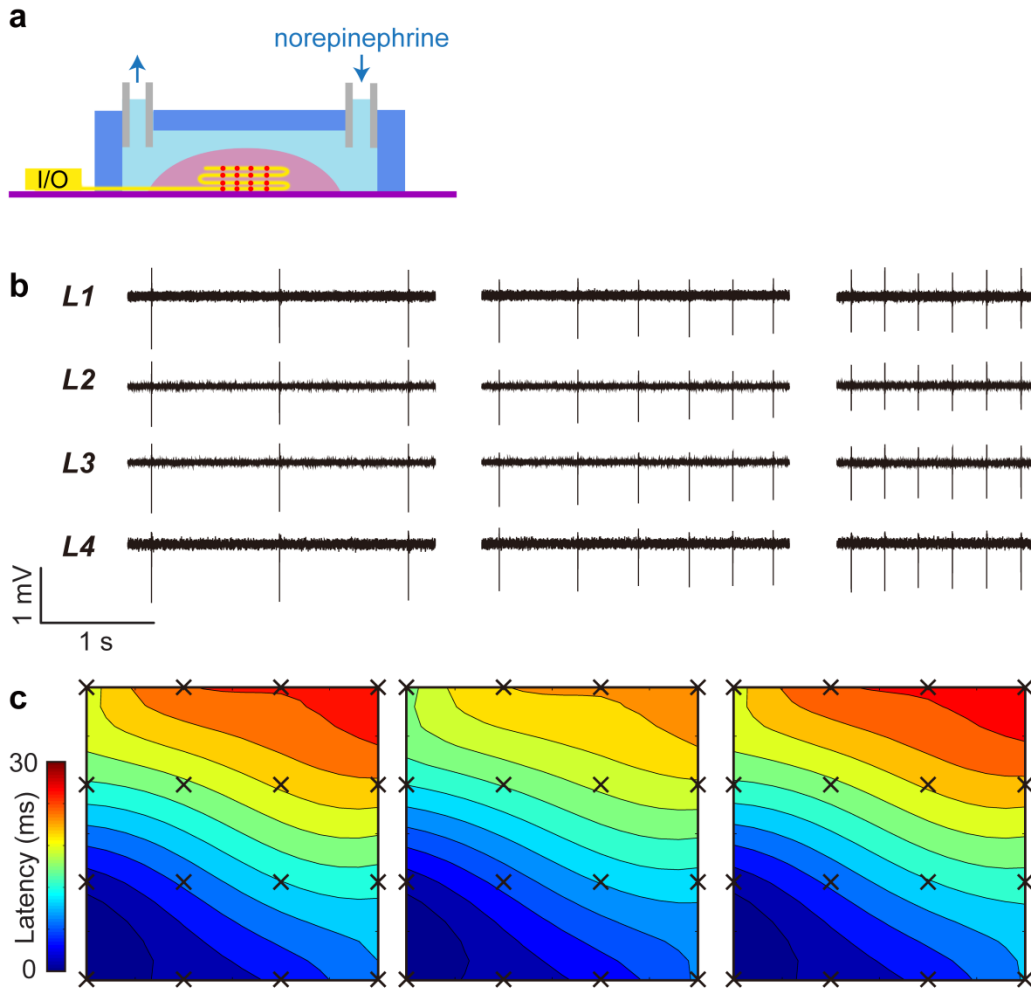 a
norepinephrine
I/O
b
L1
L2
L3
L4
1 mV
1 s
c
30
Latency (ms)
0